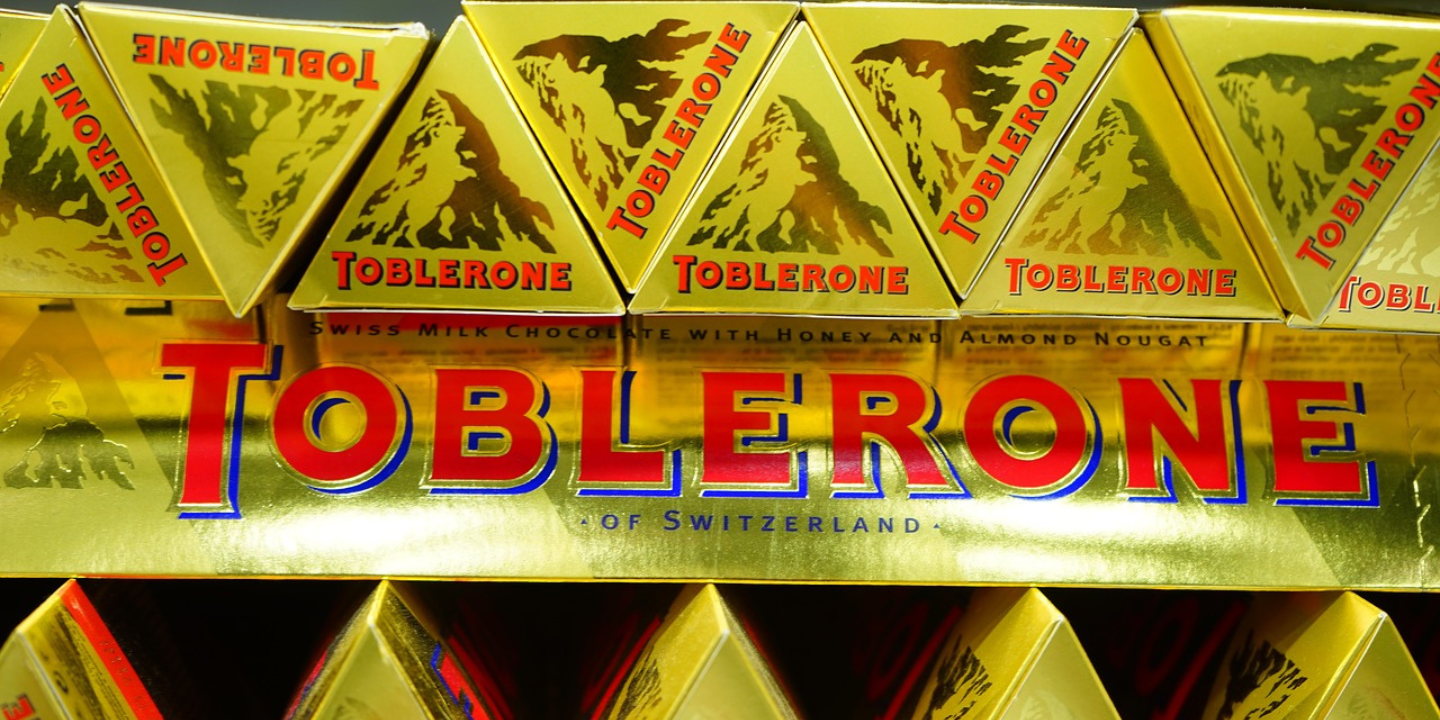 TOBLERONE
TOBLERONE
TOBLERONE
TOBLERONE
TOBLERONE
TOBLERONE
TOBLERONE
TOBLERONE
TOBLERONE
SWISS MILK CHOCOLATE WITH HONEY AND ALMOND NOUGAT
TOBLERONE
· OF SWITZERLAND ·